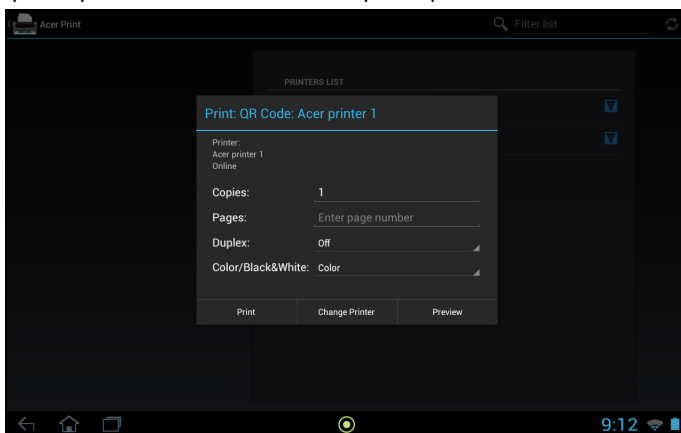 Acer Print
Filter list
PRINTERS LIST
Print: QR Code: Acer printer 1
Printer:
Acer printer 1
Online
Copies: 1
Pages: Enter page number
Duplex: Off
Color/Black&White: Color
Print Change Printer Preview
9:12